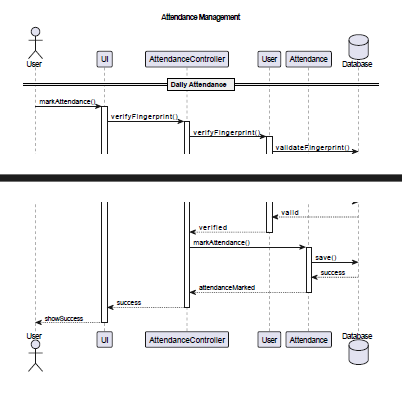 Attendance Management
User
UI
AttendanceController
User
Attendance
Database
Daily Attendance
markAttendance()
verifyFingerprint()
verifyFingerprint()
validateFingerprint()
valid
verified
markAttendance()
save()
success
attendanceMarked
success
showSuccess
User
UI
AttendanceController
User
Attendance
Database